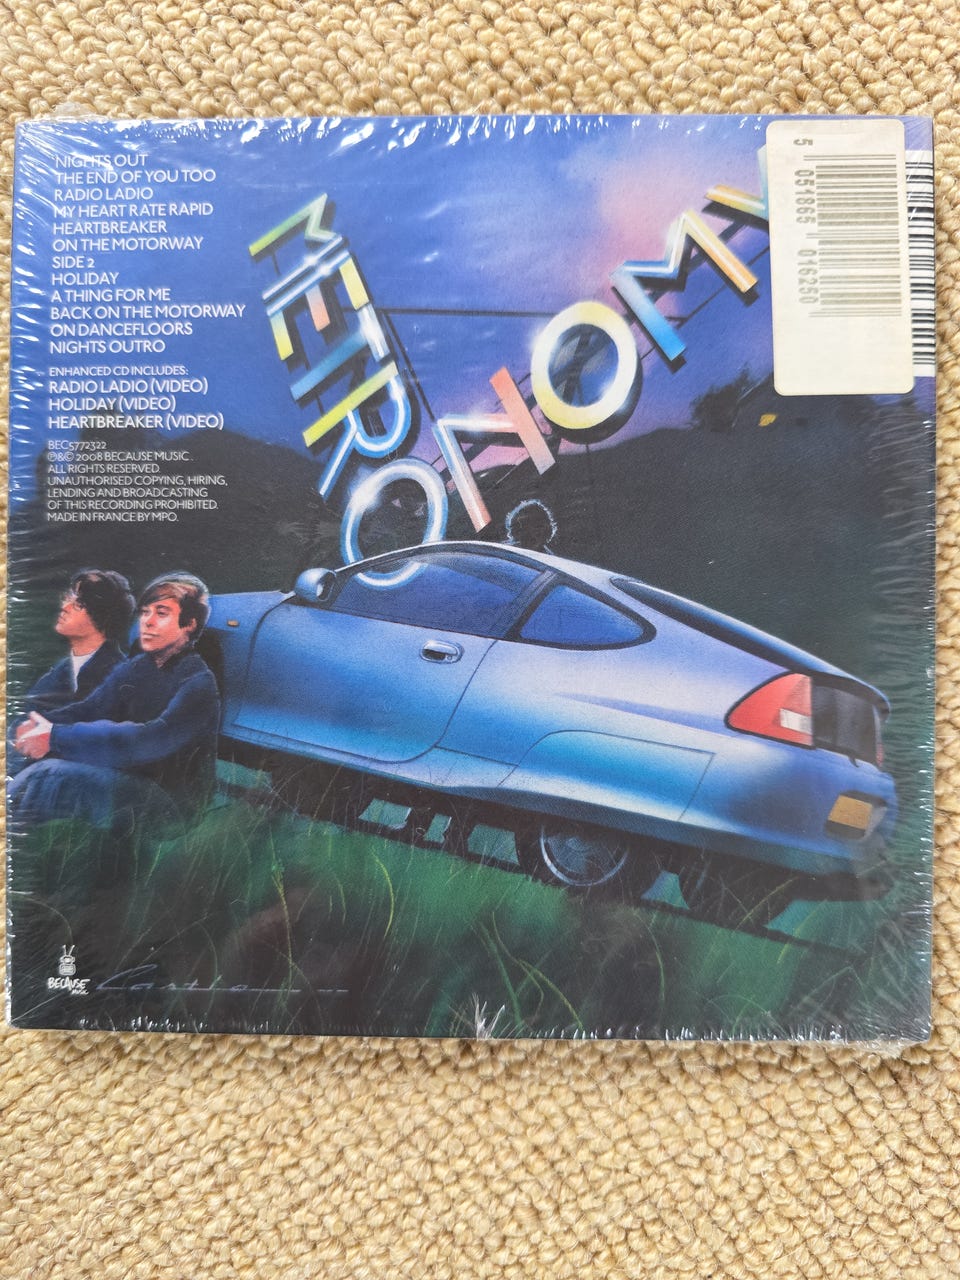 NIGHTS OUT
THE END OF YOU TOO
RADIO LADIO
MY HEART RATE RAPID
HEARTBREAKER
ON THE MOTORWAY
SIDE 2
HOLIDAY
A THING FOR ME
BACK ON THE MOTORWAY
ON DANCEFLOORS
NIGHTS OUTRO
ENHANCED CD INCLUDES:
RADIO LADIO (VIDEO)
HOLIDAY (VIDEO)
HEARTBREAKER (VIDEO)
BEC5772322
℗&© 2008 BECAUSE MUSIC.
ALL RIGHTS RESERVED.
UNAUTHORISED COPYING, HIRING,
LENDING AND BROADCASTING
OF THIS RECORDING PROHIBITED.
MADE IN FRANCE BY MPO.
METRONOMY
5 051865 016250
BECAUSE
MUSIC